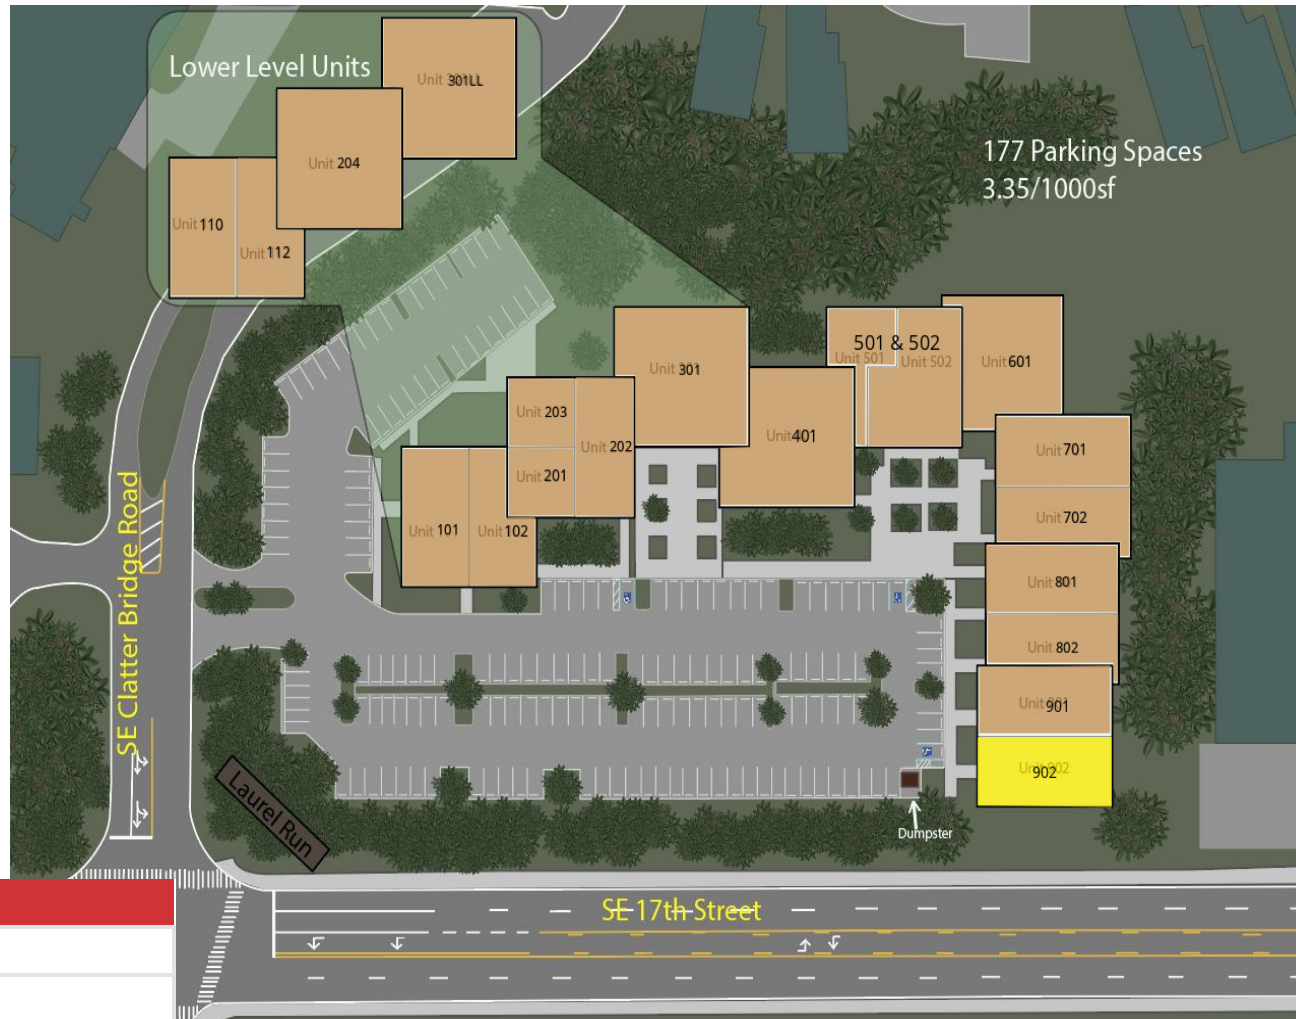 Lower Level Units
Unit 301LL
Unit 204
177 Parking Spaces
3.35/1000sf
Unit 110
Unit 112
501 & 502
Unit 501
Unit 502
Unit 601
Unit 301
Unit 203
Unit 202
Unit 401
Unit 701
Unit 201
Unit 702
Unit 101
Unit 102
Unit 801
Unit 802
SE Clatter Bridge Road
Unit 901
Unit 902
902
Laurel Run
Dumpster
SE 17th Street